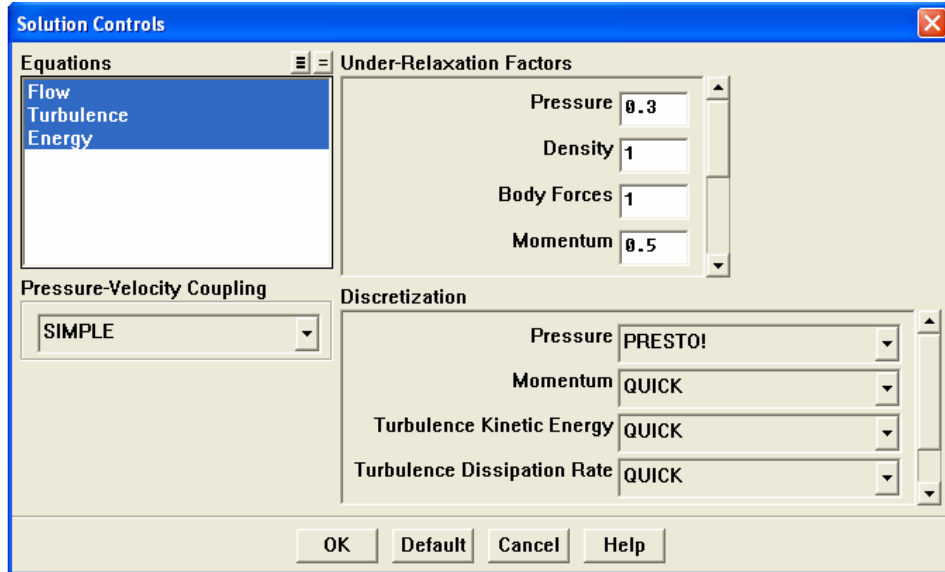 Solution Controls
Equations
Flow
Turbulence
Energy
Pressure-Velocity Coupling
SIMPLE
Under-Relaxation Factors
Pressure 0.3
Density 1
Body Forces 1
Momentum 0.5
Discretization
Pressure PRESTO!
Momentum QUICK
Turbulence Kinetic Energy QUICK
Turbulence Dissipation Rate QUICK
OK Default Cancel Help